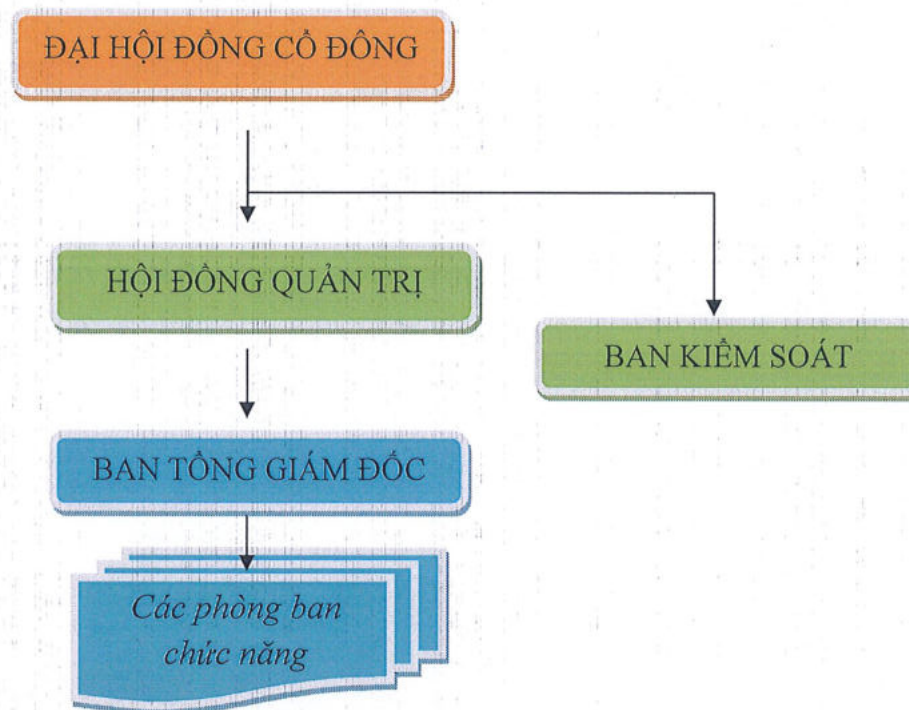 ĐẠI HỘI ĐỒNG CỔ ĐÔNG
HỘI ĐỒNG QUẢN TRỊ
BAN KIỂM SOÁT
BAN TỔNG GIÁM ĐỐC
Các phòng ban
chức năng